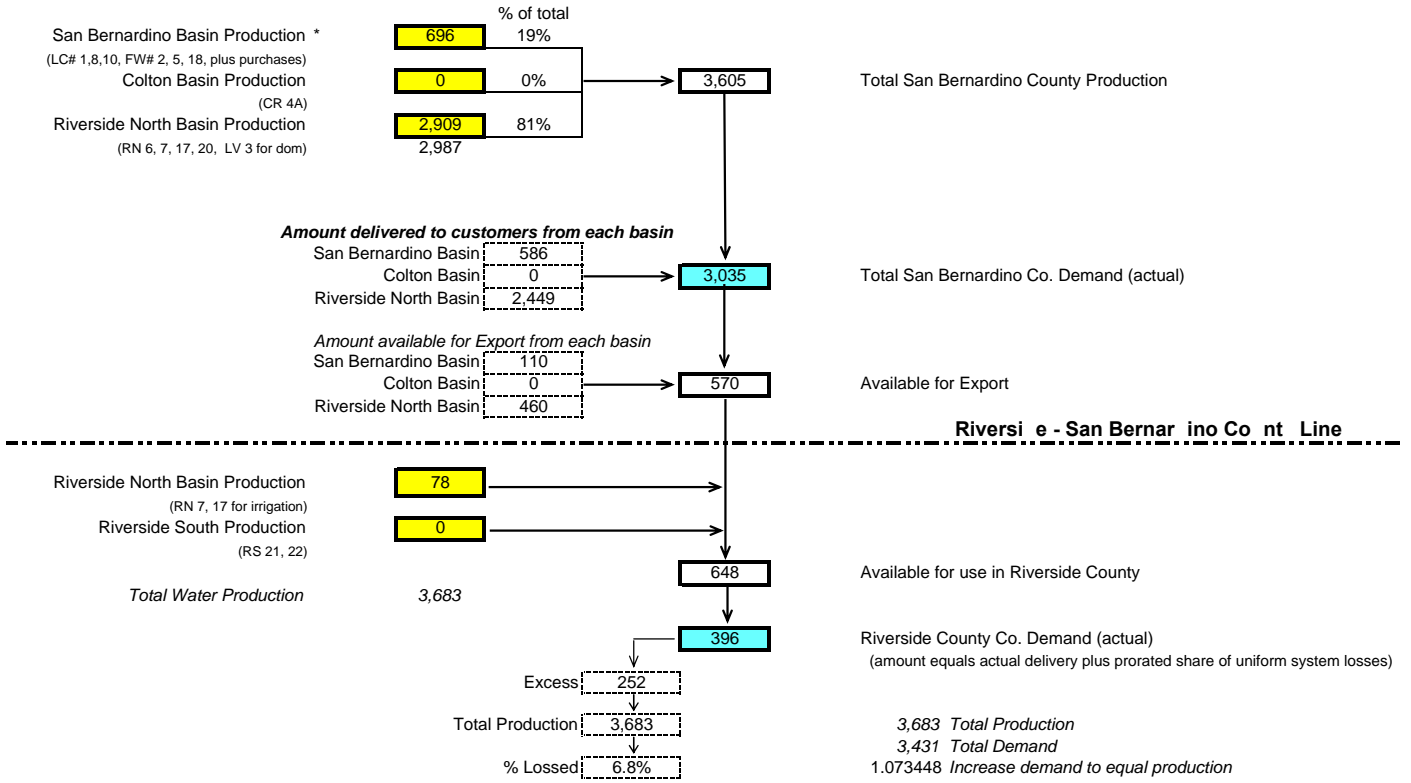 % of total
San Bernardino Basin Production * 696 19%
(LC# 1,8,10, FW# 2, 5, 18, plus purchases)
Colton Basin Production 0 0% 3,605 Total San Bernardino County Production
(CR 4A)
Riverside North Basin Production 2,909 81%
(RN 6, 7, 17, 20, LV 3 for dom) 2,987
Amount delivered to customers from each basin
San Bernardino Basin 586
Colton Basin 0 3,035 Total San Bernardino Co. Demand (actual)
Riverside North Basin 2,449
Amount available for Export from each basin
San Bernardino Basin 110
Colton Basin 0 570 Available for Export
Riverside North Basin 460
Riversi e - San Bernar ino Co nt Line
Riverside North Basin Production 78
(RN 7, 17 for irrigation)
Riverside South Production 0
(RS 21, 22)
648 Available for use in Riverside County
Total Water Production 3,683
396 Riverside County Co. Demand (actual)
(amount equals actual delivery plus prorated share of uniform system losses)
Excess 252
Total Production 3,683 3,683 Total Production
3,431 Total Demand
% Lossed 6.8% 1.073448 Increase demand to equal production